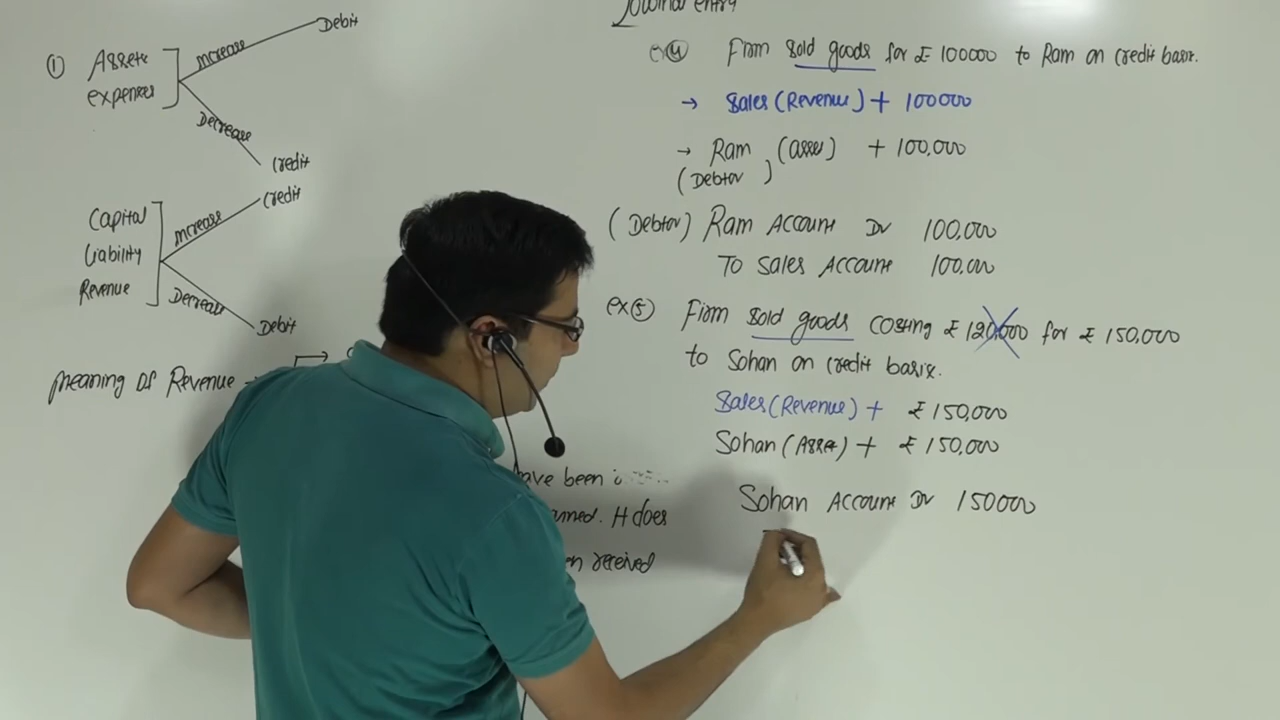 ① Assets
expenses
Increase
Debit
Decrease
Credit
Capital
Liability
Revenue
Increase
Credit
Decrease
Debit
meaning of Revenue →
have been
. It does
received
Journal entry
ex④ Firm sold goods for ₤ 100000 to Ram on credit basis.
→ Sales (Revenue) + 100000
→ Ram (asset) + 100,000
(Debtor)
(Debtor) Ram Account Dr 100,000
To Sales Account 100,000
ex⑤ Firm sold goods costing ₤ 120,000 for ₤ 150,000
to Sohan on credit basis.
Sales (Revenue) + ₤ 150,000
Sohan (Asset) + ₤ 150,000
Sohan Account Dr 150000